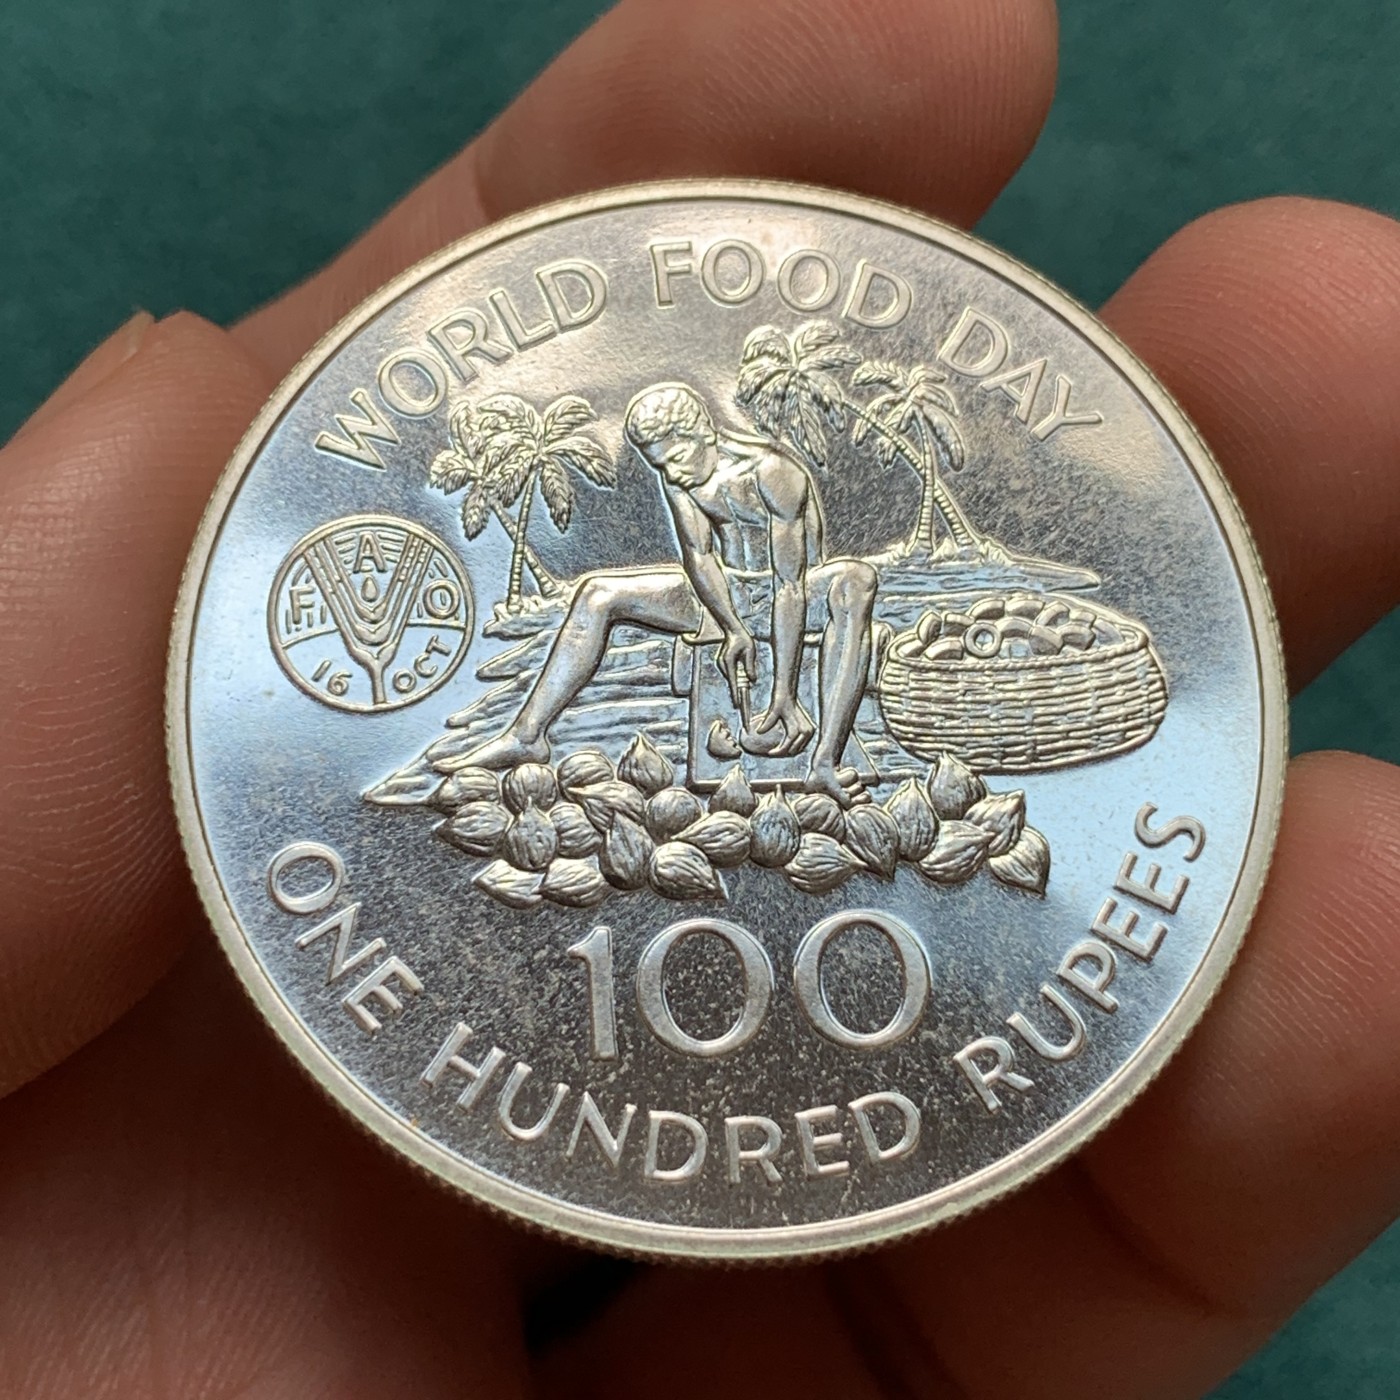 WORLD FOOD DAY
F A O
16 OCT
100
ONE HUNDRED RUPEES